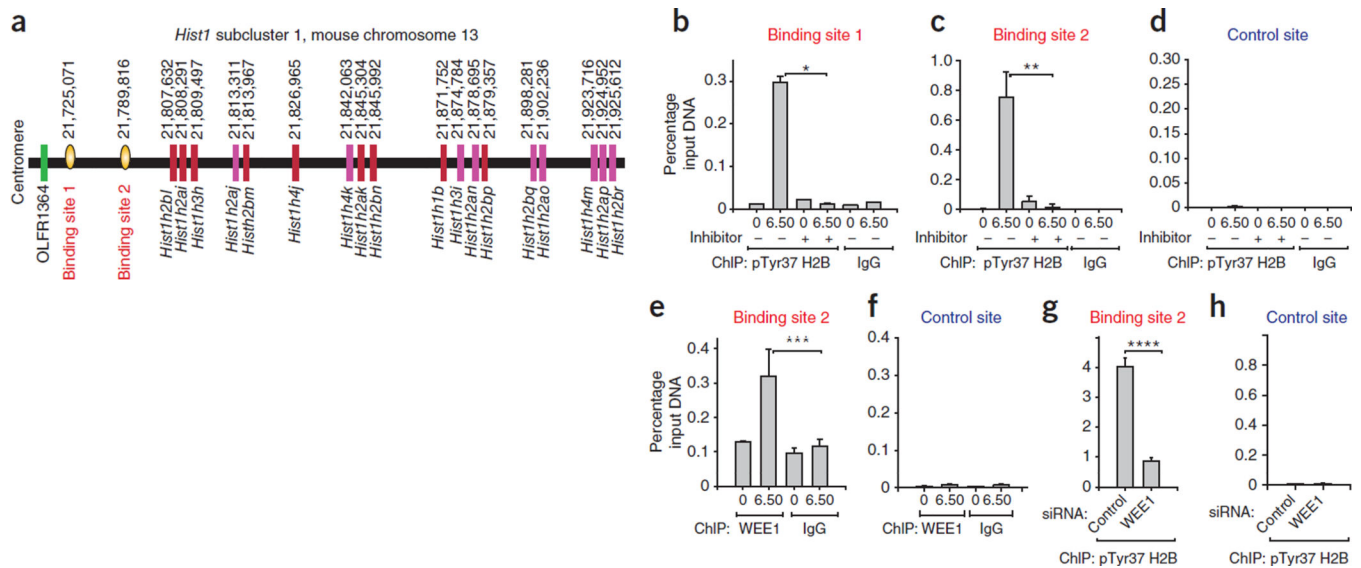 a
Hist1 subcluster 1, mouse chromosome 13
21,725,071
21,789,816
21,807,632
21,808,291
21,809,497
21,813,311
21,813,967
21,826,965
21,842,063
21,845,304
21,845,992
21,871,752
21,874,784
21,878,695
21,879,357
21,898,281
21,902,236
21,923,716
21,924,952
21,925,612
Centromere
OLFR1364
Binding site 1
Binding site 2
Hist1h2bl
Hist1h2ai
Hist1h3h
Hist1h2aj
Histh2bm
Hist1h4j
Hist1h4k
Hist1h2ak
Hist1h2bn
Hist1h1b
Hist1h3i
Hist1h2an
Hist1h2bp
Hist1h2bq
Hist1h2ao
Hist1h4m
Hist1h2ap
Hist1h2br
b
Binding site 1
Percentage
input DNA
0.3
0.2
0.1
0
*
0 6.50 0 6.50 0 6.50
Inhibitor – – + + – –
ChIP: pTyr37 H2B IgG
c
Binding site 2
1.0
0.8
0.6
0.4
0.2
0
**
0 6.50 0 6.50 0 6.50
Inhibitor – – + + – –
ChIP: pTyr37 H2B IgG
d
Control site
0.30
0.25
0.20
0.15
0.10
0.05
0.00
0 6.50 0 6.50 0 6.50
Inhibitor – – + + – –
ChIP: pTyr37 H2B IgG
e
Binding site 2
Percentage
input DNA
0.4
0.3
0.2
0.1
0
***
0 6.50 0 6.50
ChIP: WEE1 IgG
f
Control site
0.4
0.3
0.2
0.1
0
0 6.50 0 6.50
ChIP: WEE1 IgG
g
Binding site 2
4
3
2
1
0
****
siRNA: Control WEE1
ChIP: pTyr37 H2B
h
Control site
0.8
0.6
0.4
0.2
0
siRNA: Control WEE1
ChIP: pTyr37 H2B